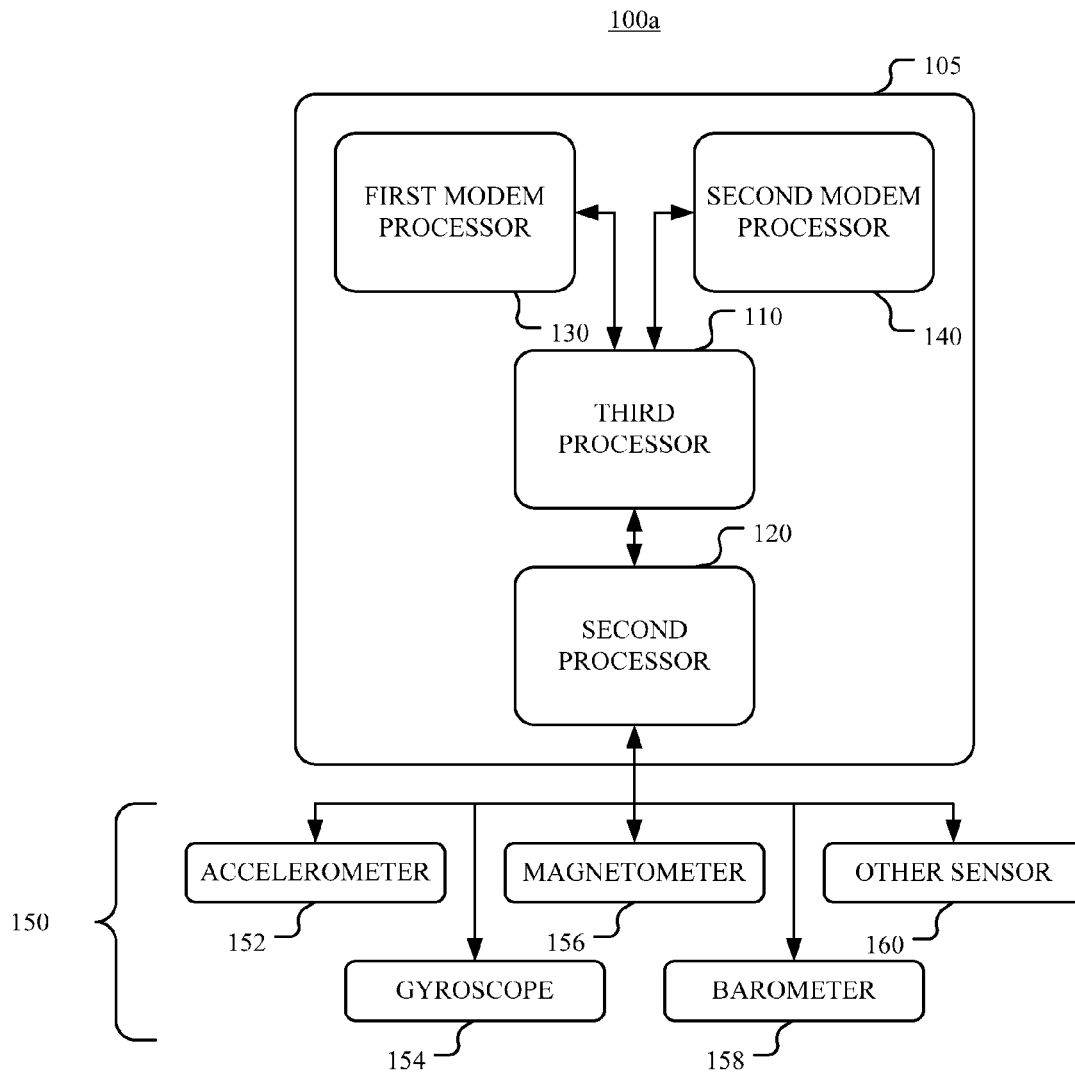 100a
105
FIRST MODEM
PROCESSOR
SECOND MODEM
PROCESSOR
130
110
140
THIRD
PROCESSOR
120
SECOND
PROCESSOR
150
ACCELEROMETER
MAGNETOMETER
OTHER SENSOR
152
156
160
GYROSCOPE
BAROMETER
154
158